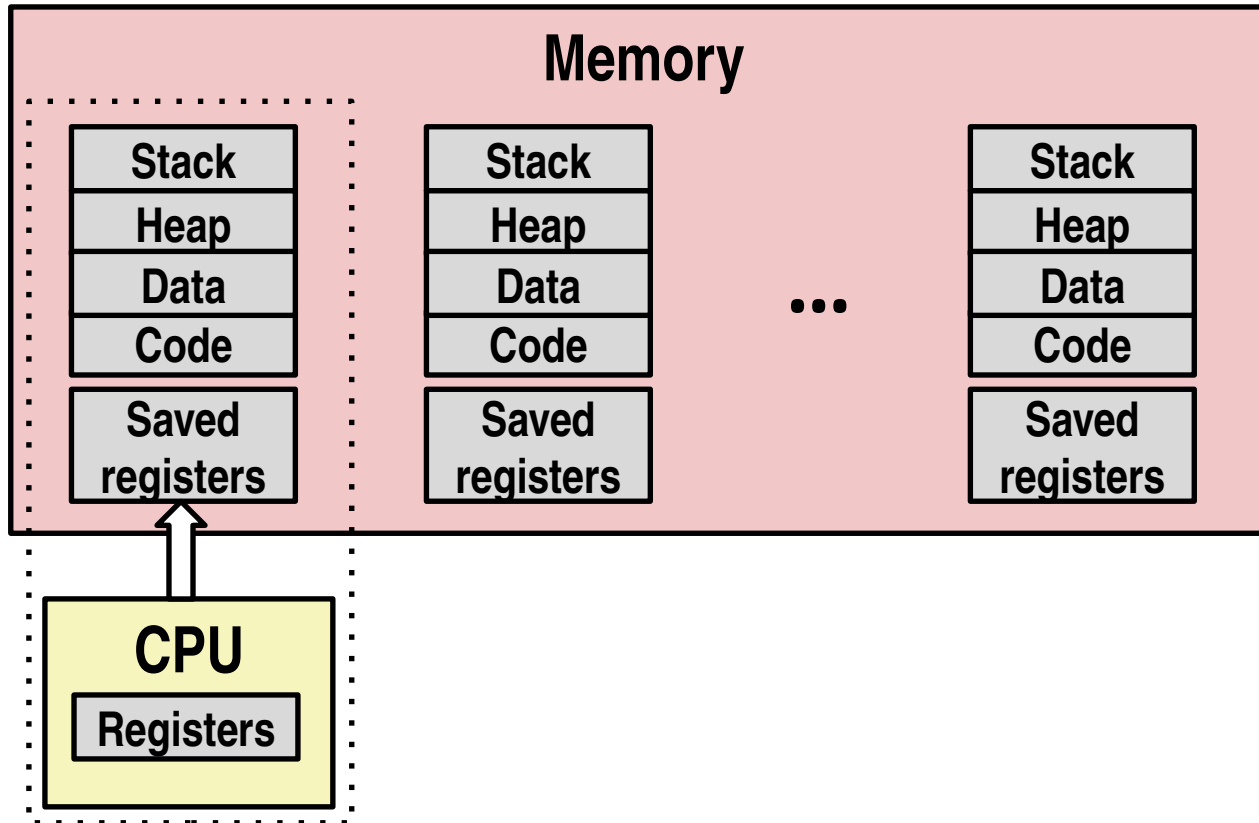 Memory
Stack
Heap
Data
Code
Saved
registers
Stack
Heap
Data
Code
Saved
registers
...
Stack
Heap
Data
Code
Saved
registers
CPU
Registers